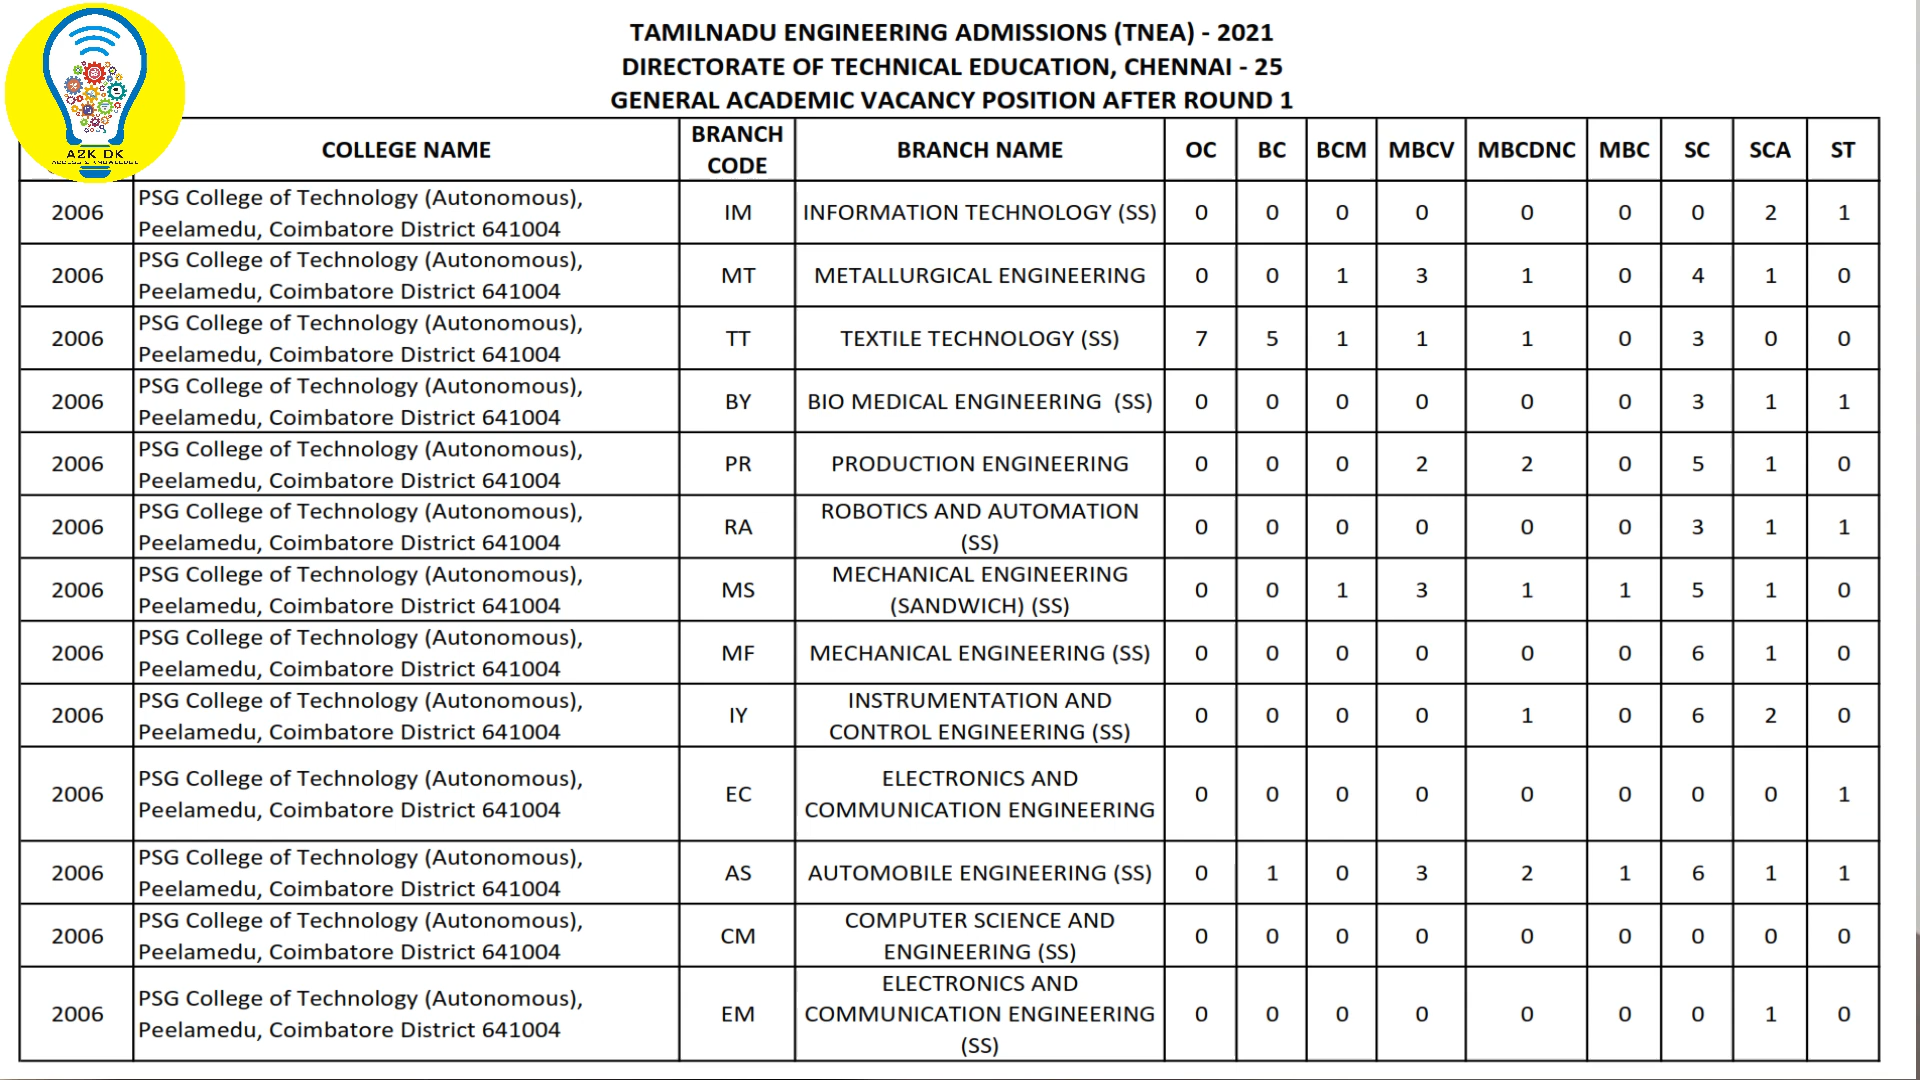 TAMILNADU ENGINEERING ADMISSIONS (TNEA) - 2021
DIRECTORATE OF TECHNICAL EDUCATION, CHENNAI - 25
GENERAL ACADEMIC VACANCY POSITION AFTER ROUND 1
A2K DK
COLLEGE NAME BRANCH CODE BRANCH NAME OC BC BCM MBCV MBCDNC MBC SC SCA ST
2006 PSG College of Technology (Autonomous), Peelamedu, Coimbatore District 641004 IM INFORMATION TECHNOLOGY (SS) 0 0 0 0 0 0 0 2 1
2006 PSG College of Technology (Autonomous), Peelamedu, Coimbatore District 641004 MT METALLURGICAL ENGINEERING 0 0 1 3 1 0 4 1 0
2006 PSG College of Technology (Autonomous), Peelamedu, Coimbatore District 641004 TT TEXTILE TECHNOLOGY (SS) 7 5 1 1 1 0 3 0 0
2006 PSG College of Technology (Autonomous), Peelamedu, Coimbatore District 641004 BY BIO MEDICAL ENGINEERING (SS) 0 0 0 0 0 0 3 1 1
2006 PSG College of Technology (Autonomous), Peelamedu, Coimbatore District 641004 PR PRODUCTION ENGINEERING 0 0 0 2 2 0 5 1 0
2006 PSG College of Technology (Autonomous), Peelamedu, Coimbatore District 641004 RA ROBOTICS AND AUTOMATION (SS) 0 0 0 0 0 0 3 1 1
2006 PSG College of Technology (Autonomous), Peelamedu, Coimbatore District 641004 MS MECHANICAL ENGINEERING (SANDWICH) (SS) 0 0 1 3 1 1 5 1 0
2006 PSG College of Technology (Autonomous), Peelamedu, Coimbatore District 641004 MF MECHANICAL ENGINEERING (SS) 0 0 0 0 0 0 6 1 0
2006 PSG College of Technology (Autonomous), Peelamedu, Coimbatore District 641004 IY INSTRUMENTATION AND CONTROL ENGINEERING (SS) 0 0 0 0 1 0 6 2 0
2006 PSG College of Technology (Autonomous), Peelamedu, Coimbatore District 641004 EC ELECTRONICS AND COMMUNICATION ENGINEERING 0 0 0 0 0 0 0 0 1
2006 PSG College of Technology (Autonomous), Peelamedu, Coimbatore District 641004 AS AUTOMOBILE ENGINEERING (SS) 0 1 0 3 2 1 6 1 1
2006 PSG College of Technology (Autonomous), Peelamedu, Coimbatore District 641004 CM COMPUTER SCIENCE AND ENGINEERING (SS) 0 0 0 0 0 0 0 0 0
2006 PSG College of Technology (Autonomous), Peelamedu, Coimbatore District 641004 EM ELECTRONICS AND COMMUNICATION ENGINEERING (SS) 0 0 0 0 0 0 0 1 0